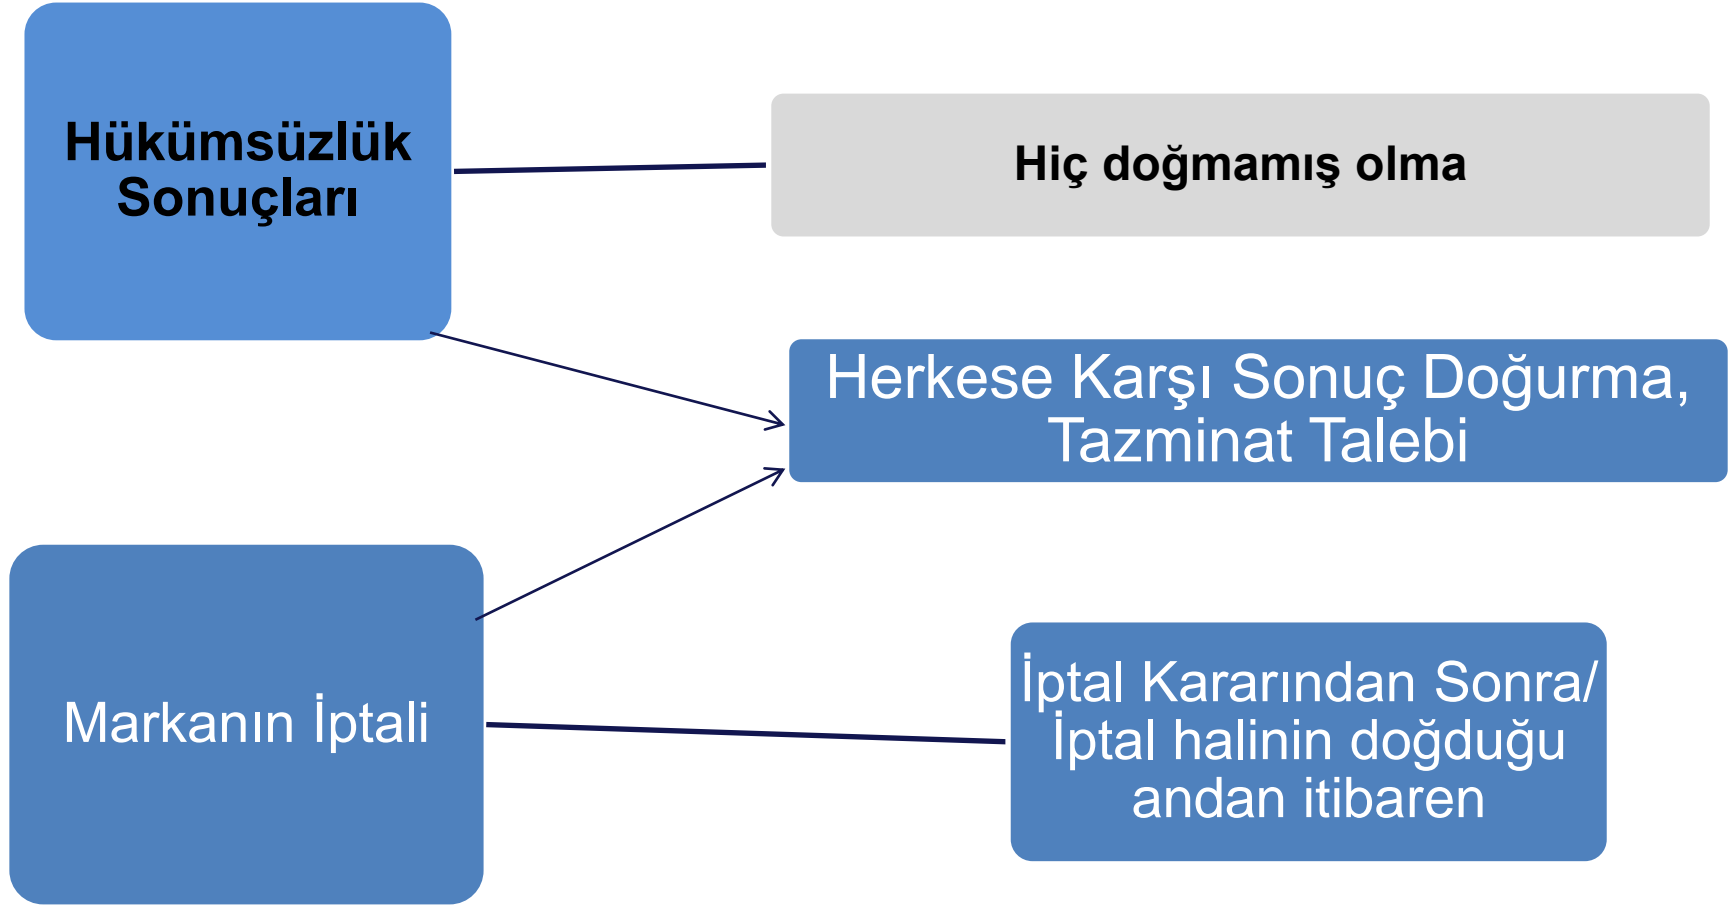 Hükümsüzlük
Sonuçları
Hiç doğmamış olma
Herkese Karşı Sonuç Doğurma,
Tazminat Talebi
Markanın İptali
İptal Kararından Sonra/
İptal halinin doğduğu
andan itibaren